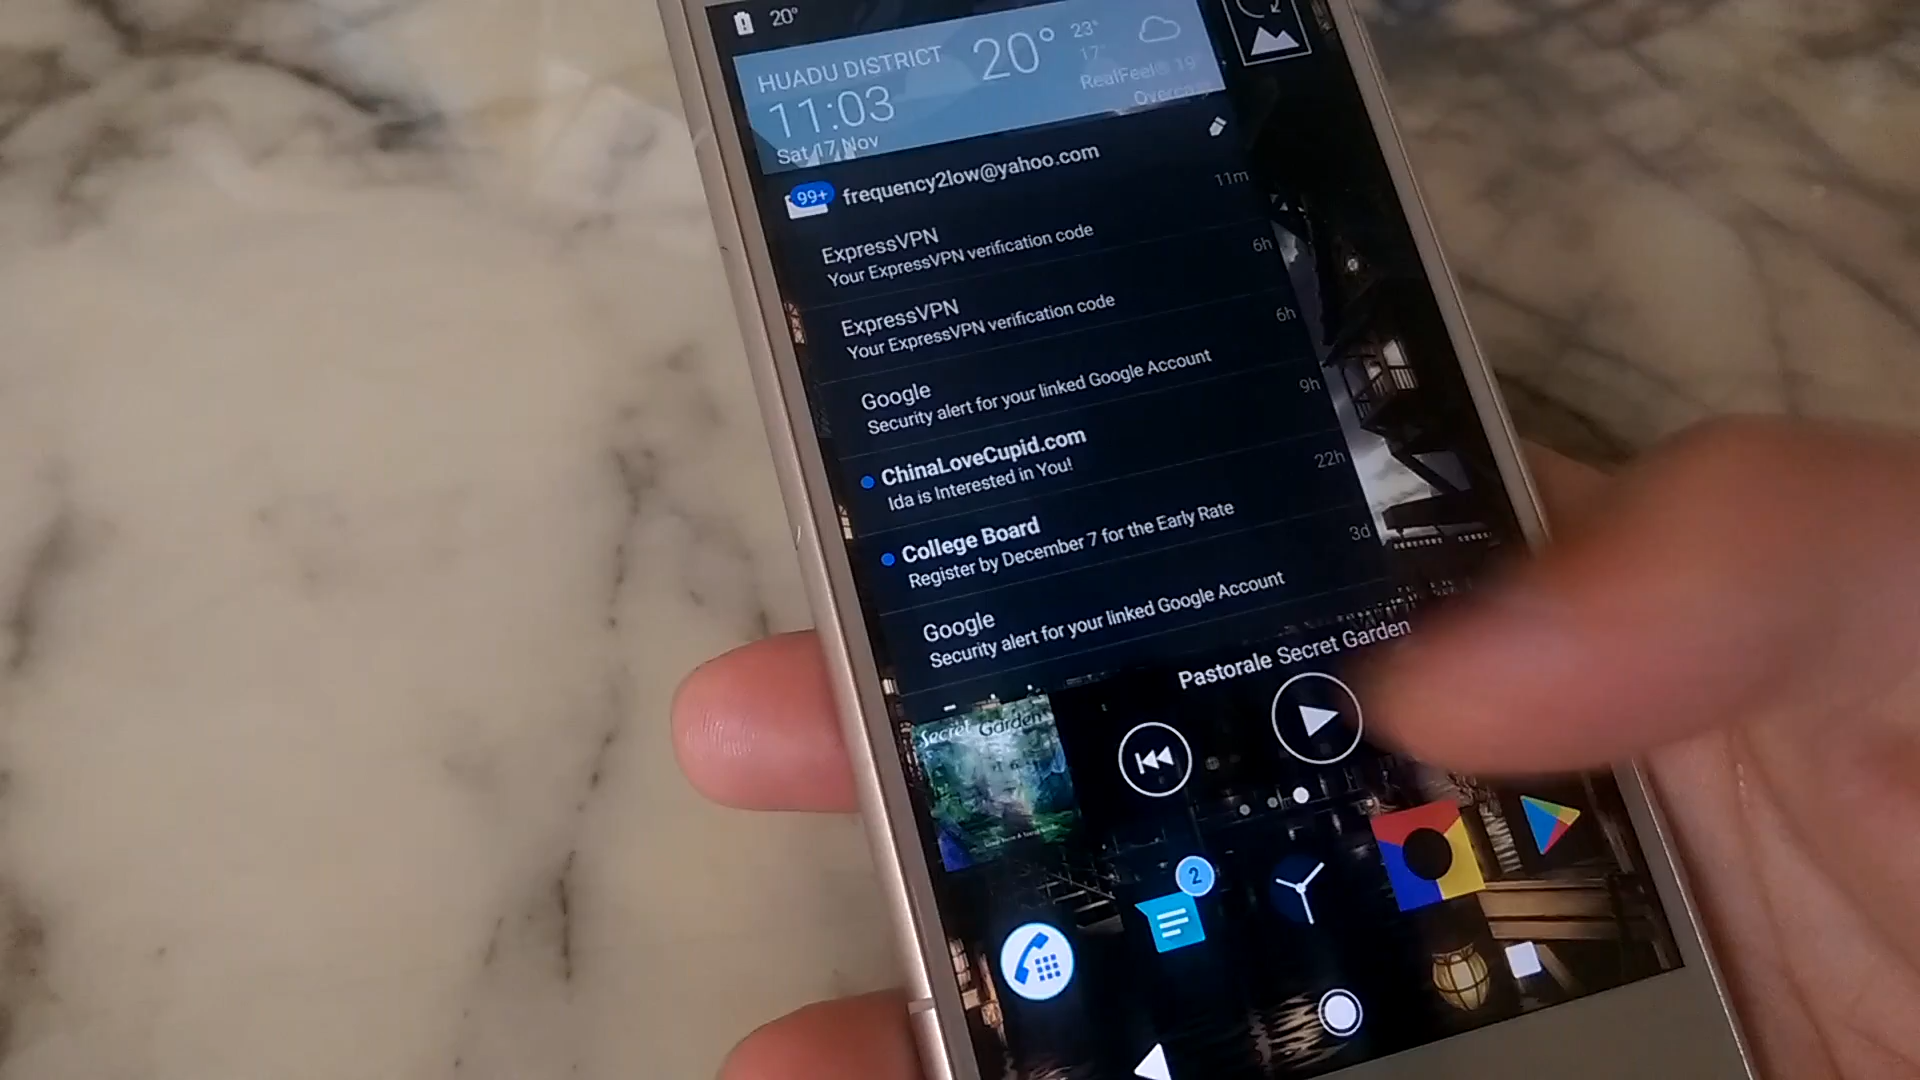 20°
HUADU DISTRICT 20° 23°
17°
11:03 RealFeel® 19°
Sat 17 Nov
99+ frequency2low@yahoo.com
ExpressVPN 11m
Your ExpressVPN verification code
ExpressVPN 6h
Your ExpressVPN verification code
Google 6h
Security alert for your linked Google Account
ChinaLoveCupid.com 9h
Ida is Interested in You!
College Board 22h
Register by December 7 for the Early Rate
Google 3d
Security alert for your linked Google Account
Pastorale Secret Garden
Secret Garden
2